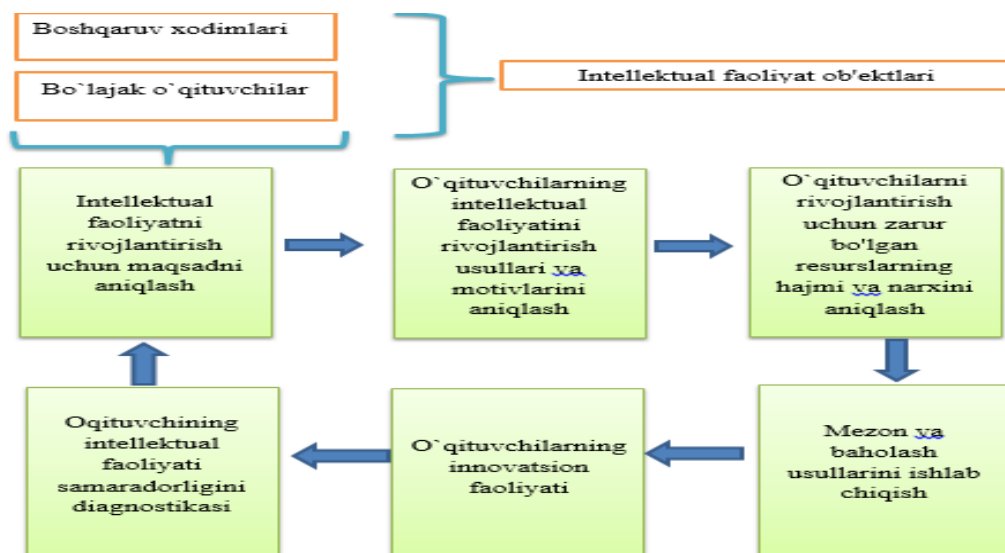 Boshqaruv xodimlari
Bo`lajak o`qituvchilar
Intellektual faoliyat ob'ektlari
Intellektual
faoliyatni
rivojlantirish
uchun maqsadni
aniqlash
O`qituvchilarning
intellektual
faoliyatini
rivojlantirish
usullari va
motivlarini
aniqlash
O`qituvchilarni
rivojlantirish
uchun zarur
bo'lgan
resurslarning
hajmi va narxini
aniqlash
Oqituvchining
intellektual
faoliyati
samaradorligini
diagnostikasi
O`qituvchilarning
innovatsion
faoliyati
Mezon va
baholash
usullarini ishlab
chiqish